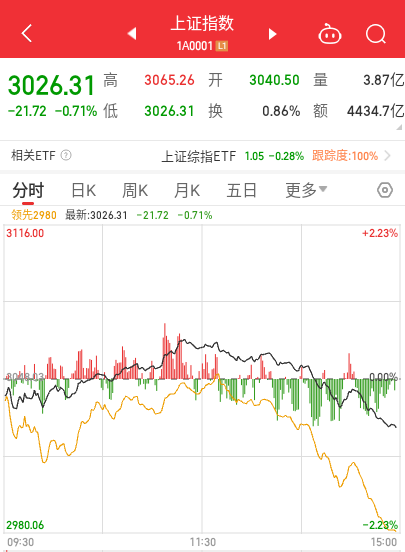 上证指数
1A0001 L1
3026.31 高 3065.26 开 3040.50 量 3.87亿
-21.72 -0.71% 低 3026.31 换 0.86% 额 4434.7亿
相关ETF ? 上证综指ETF 1.05 -0.28% 跟踪度:100%
分时 日K 周K 月K 五日 更多
领先2980 最新:3026.31 -21.72 -0.71%
3116.00 +2.23%
3048.03 0.00%
2980.06 -2.23%
09:30 11:30 15:00